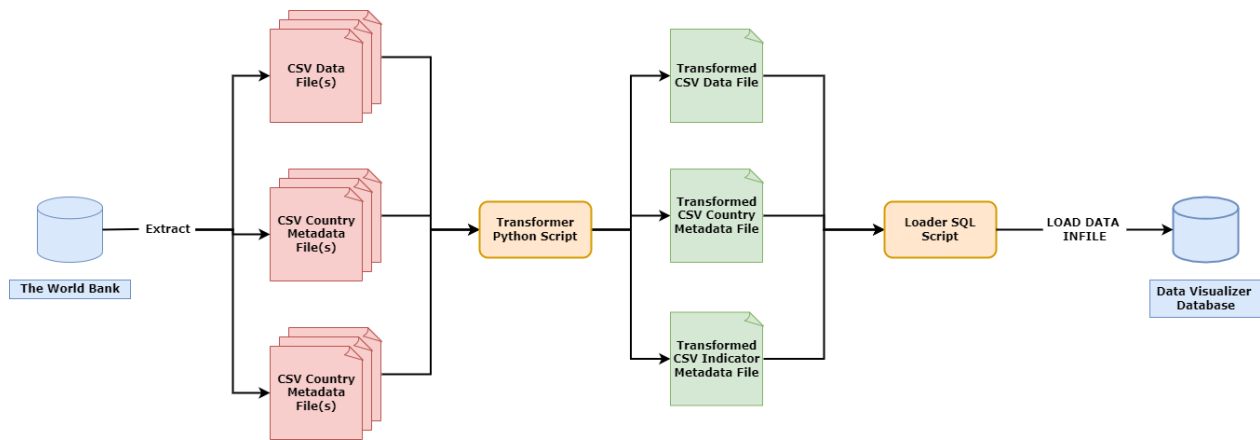 The World Bank
Extract
CSV Data
File(s)
CSV Country
Metadata
File(s)
CSV Country
Metadata
File(s)
Transformer
Python Script
Transformed
CSV Data File
Transformed
CSV Country
Metadata File
Transformed
CSV Indicator
Metadata File
Loader SQL
Script
LOAD DATA
INFILE
Data Visualizer
Database